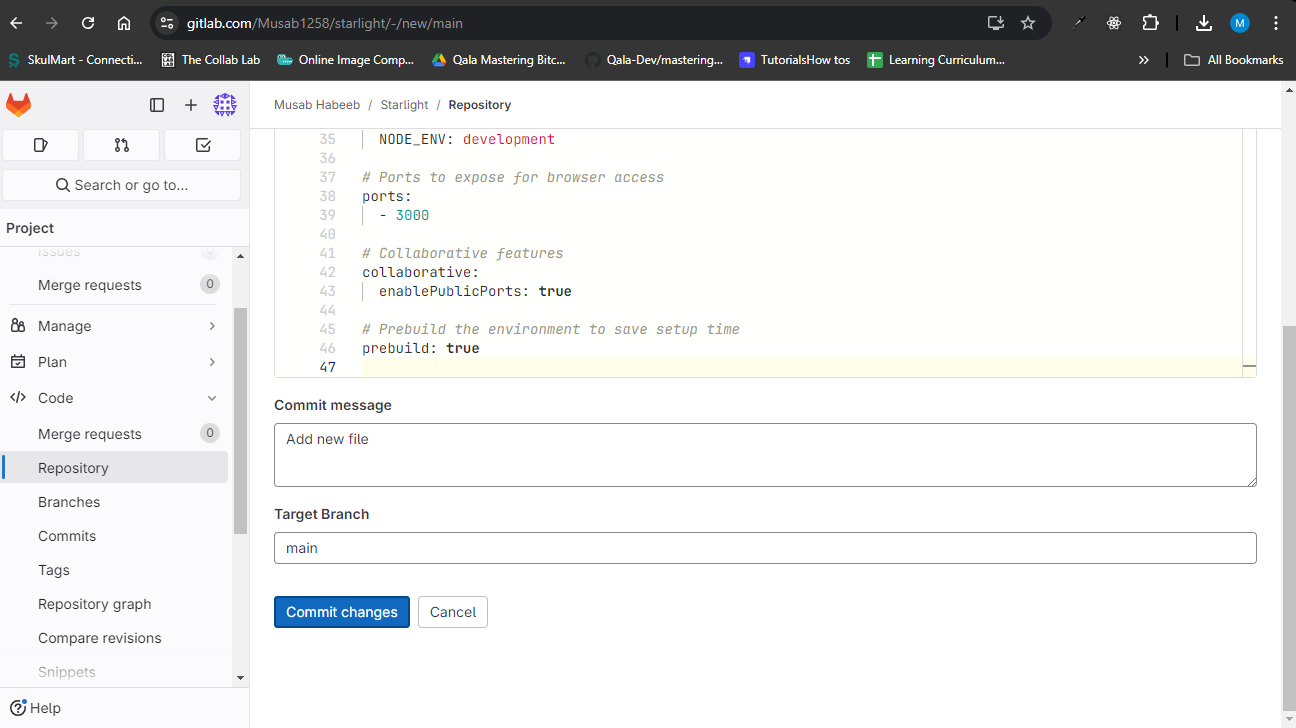 gitlab.com/Musab1258/starlight/-/new/main
M
SkulMart - Connecti...
The Collab Lab
Online Image Comp...
Qala Mastering Bitc...
Qala-Dev/mastering...
TutorialsHow tos
Learning Curriculum...
All Bookmarks
Musab Habeeb / Starlight / Repository
Search or go to...
Project
Issues
Merge requests 0
Manage
Plan
Code
Merge requests 0
Repository
Branches
Commits
Tags
Repository graph
Compare revisions
Snippets
Help
35 NODE_ENV: development
36
37 # Ports to expose for browser access
38 ports:
39 - 3000
40
41 # Collaborative features
42 collaborative:
43 enablePublicPorts: true
44
45 # Prebuild the environment to save setup time
46 prebuild: true
47
Commit message
Add new file
Target Branch
main
Commit changes Cancel